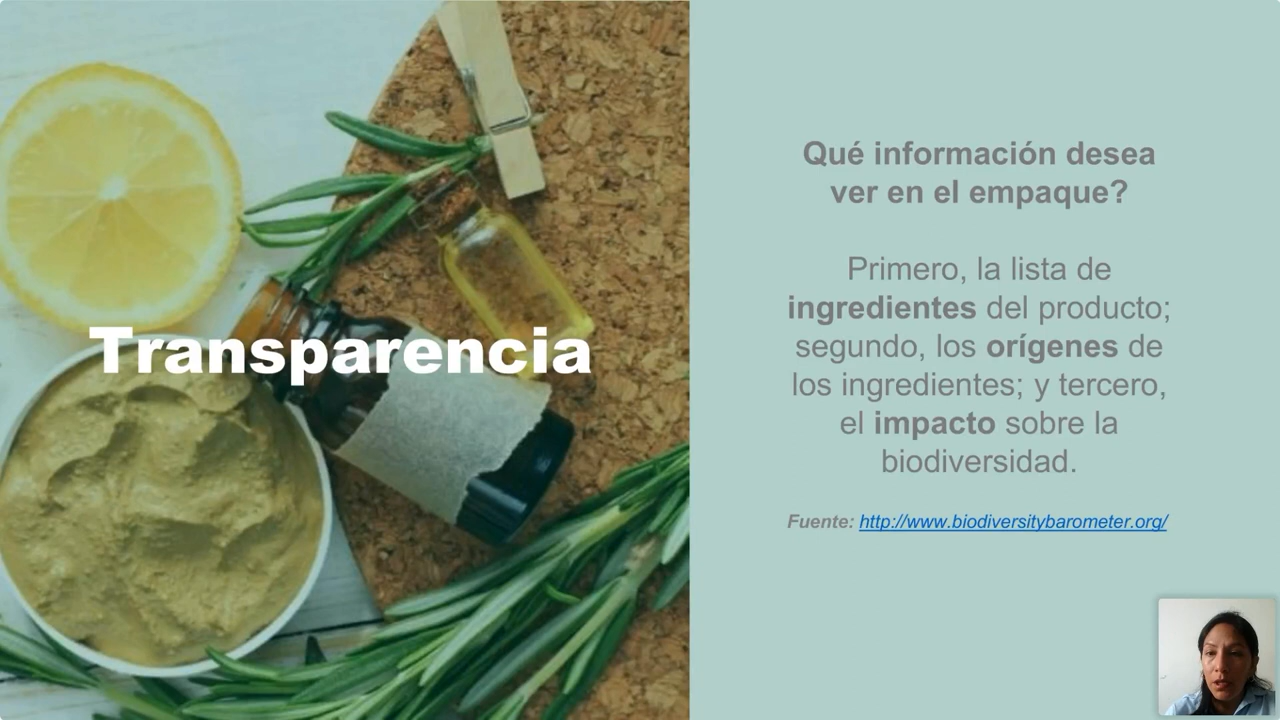 Transparencia
Qué información desea
ver en el empaque?
Primero, la lista de
ingredientes del producto;
segundo, los orígenes de
los ingredientes; y tercero,
el impacto sobre la
biodiversidad.
Fuente: http://www.biodiversitybarometer.org/